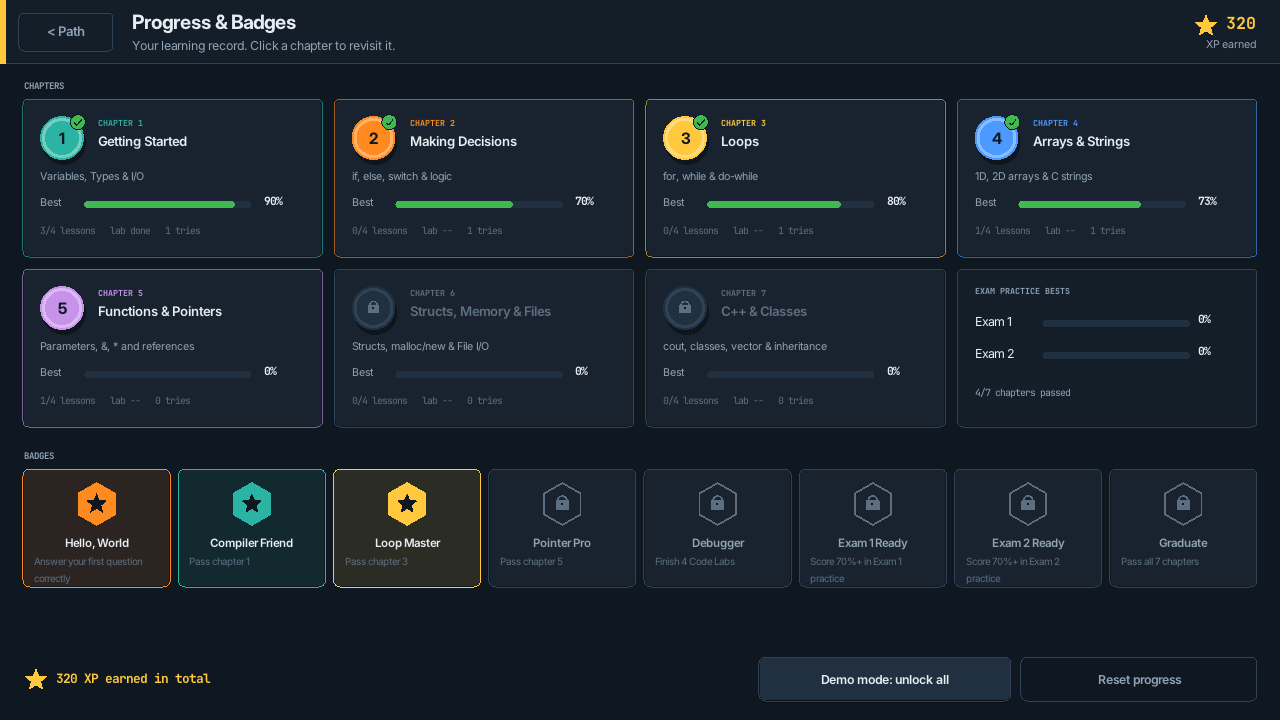 < Path
Progress & Badges
Your learning record. Click a chapter to revisit it.
320
XP earned
CHAPTERS
1
CHAPTER 1
Getting Started
Variables, Types & I/O
Best
90%
3/4 lessons lab done 1 tries
2
CHAPTER 2
Making Decisions
if, else, switch & logic
Best
70%
0/4 lessons lab -- 1 tries
3
CHAPTER 3
Loops
for, while & do-while
Best
80%
0/4 lessons lab -- 1 tries
4
CHAPTER 4
Arrays & Strings
1D, 2D arrays & C strings
Best
73%
1/4 lessons lab -- 1 tries
5
CHAPTER 5
Functions & Pointers
Parameters, &, * and references
Best
0%
1/4 lessons lab -- 0 tries
CHAPTER 6
Structs, Memory & Files
Structs, malloc/new & File I/O
Best
0%
0/4 lessons lab -- 0 tries
CHAPTER 7
C++ & Classes
cout, classes, vector & inheritance
Best
0%
0/4 lessons lab -- 0 tries
EXAM PRACTICE BESTS
Exam 1
0%
Exam 2
0%
4/7 chapters passed
BADGES
Hello, World
Answer your first question
correctly
Compiler Friend
Pass chapter 1
Loop Master
Pass chapter 3
Pointer Pro
Pass chapter 5
Debugger
Finish 4 Code Labs
Exam 1 Ready
Score 70%+ in Exam 1
practice
Exam 2 Ready
Score 70%+ in Exam 2
practice
Graduate
Pass all 7 chapters
320 XP earned in total
Demo mode: unlock all
Reset progress